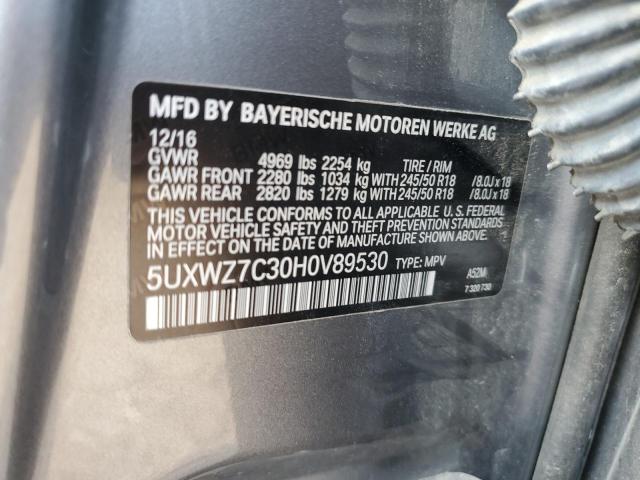 MFD BY BAYERISCHE MOTOREN WERKE AG
12/16
GVWR 4969 lbs 2254 kg TIRE / RIM
GAWR FRONT 2280 lbs 1034 kg WITH 245/50 R18 /8.0J x 18
GAWR REAR 2820 lbs 1279 kg WITH 245/50 R18 /8.0J x 18
THIS VEHICLE CONFORMS TO ALL APPLICABLE U. S. FEDERAL
MOTOR VEHICLE SAFETY AND THEFT PREVENTION STANDARDS
IN EFFECT ON THE DATE OF MANUFACTURE SHOWN ABOVE.
5UXWZ7C30H0V89530 TYPE: MPV
A52M
7 320 730